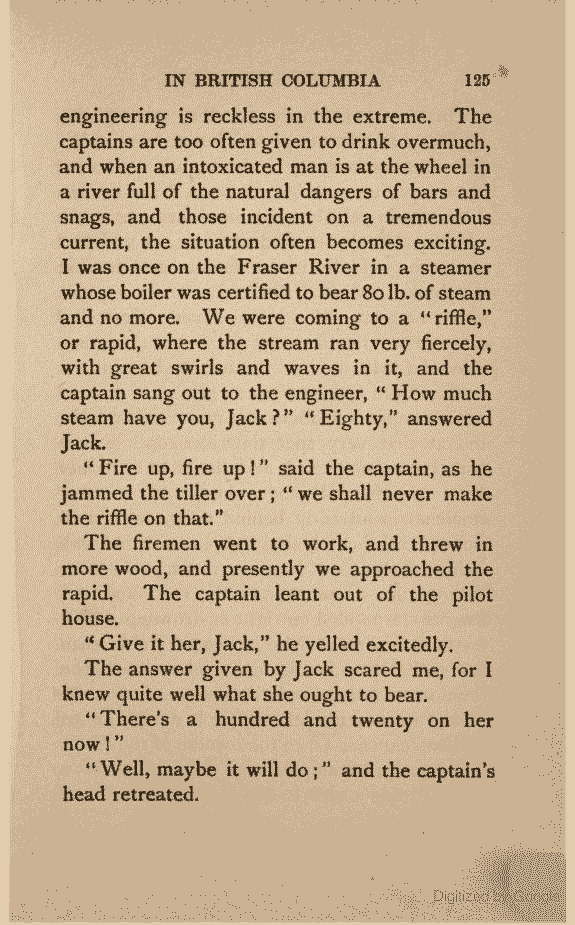 IN BRITISH COLUMBIA 125
engineering is reckless in the extreme. The
captains are too often given to drink overmuch,
and when an intoxicated man is at the wheel in
a river full of the natural dangers of bars and
snags, and those incident on a tremendous
current, the situation often becomes exciting.
I was once on the Fraser River in a steamer
whose boiler was certified to bear 80 lb. of steam
and no more. We were coming to a “riffle,”
or rapid, where the stream ran very fiercely,
with great swirls and waves in it, and the
captain sang out to the engineer, “How much
steam have you, Jack?” “Eighty,” answered
Jack.
“Fire up, fire up!” said the captain, as he
jammed the tiller over; “we shall never make
the riffle on that.”
The firemen went to work, and threw in
more wood, and presently we approached the
rapid. The captain leant out of the pilot
house.
“Give it her, Jack,” he yelled excitedly.
The answer given by Jack scared me, for I
knew quite well what she ought to bear.
“There's a hundred and twenty on her
now!”
“Well, maybe it will do;” and the captain's
head retreated.
Digitized by Google